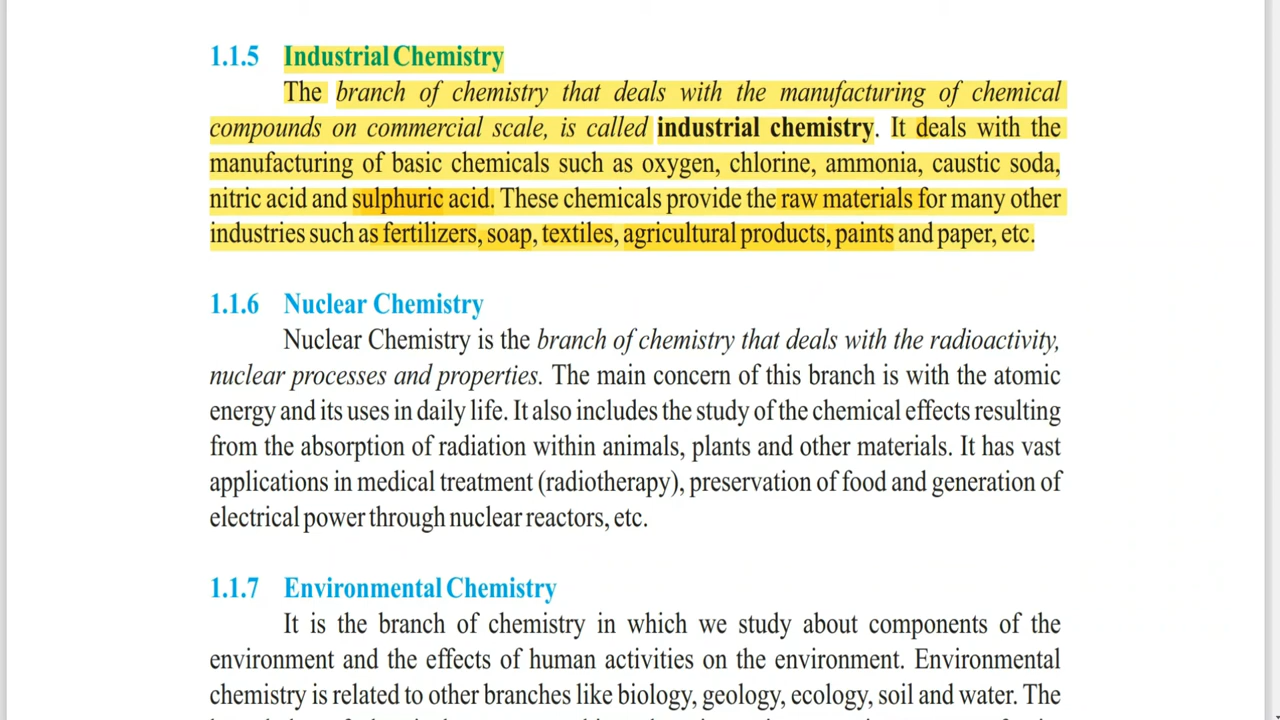 1.1.5 Industrial Chemistry
The branch of chemistry that deals with the manufacturing of chemical
compounds on commercial scale, is called industrial chemistry. It deals with the
manufacturing of basic chemicals such as oxygen, chlorine, ammonia, caustic soda,
nitric acid and sulphuric acid. These chemicals provide the raw materials for many other
industries such as fertilizers, soap, textiles, agricultural products, paints and paper, etc.
1.1.6 Nuclear Chemistry
Nuclear Chemistry is the branch of chemistry that deals with the radioactivity,
nuclear processes and properties. The main concern of this branch is with the atomic
energy and its uses in daily life. It also includes the study of the chemical effects resulting
from the absorption of radiation within animals, plants and other materials. It has vast
applications in medical treatment (radiotherapy), preservation of food and generation of
electrical power through nuclear reactors, etc.
1.1.7 Environmental Chemistry
It is the branch of chemistry in which we study about components of the
environment and the effects of human activities on the environment. Environmental
chemistry is related to other branches like biology, geology, ecology, soil and water. The